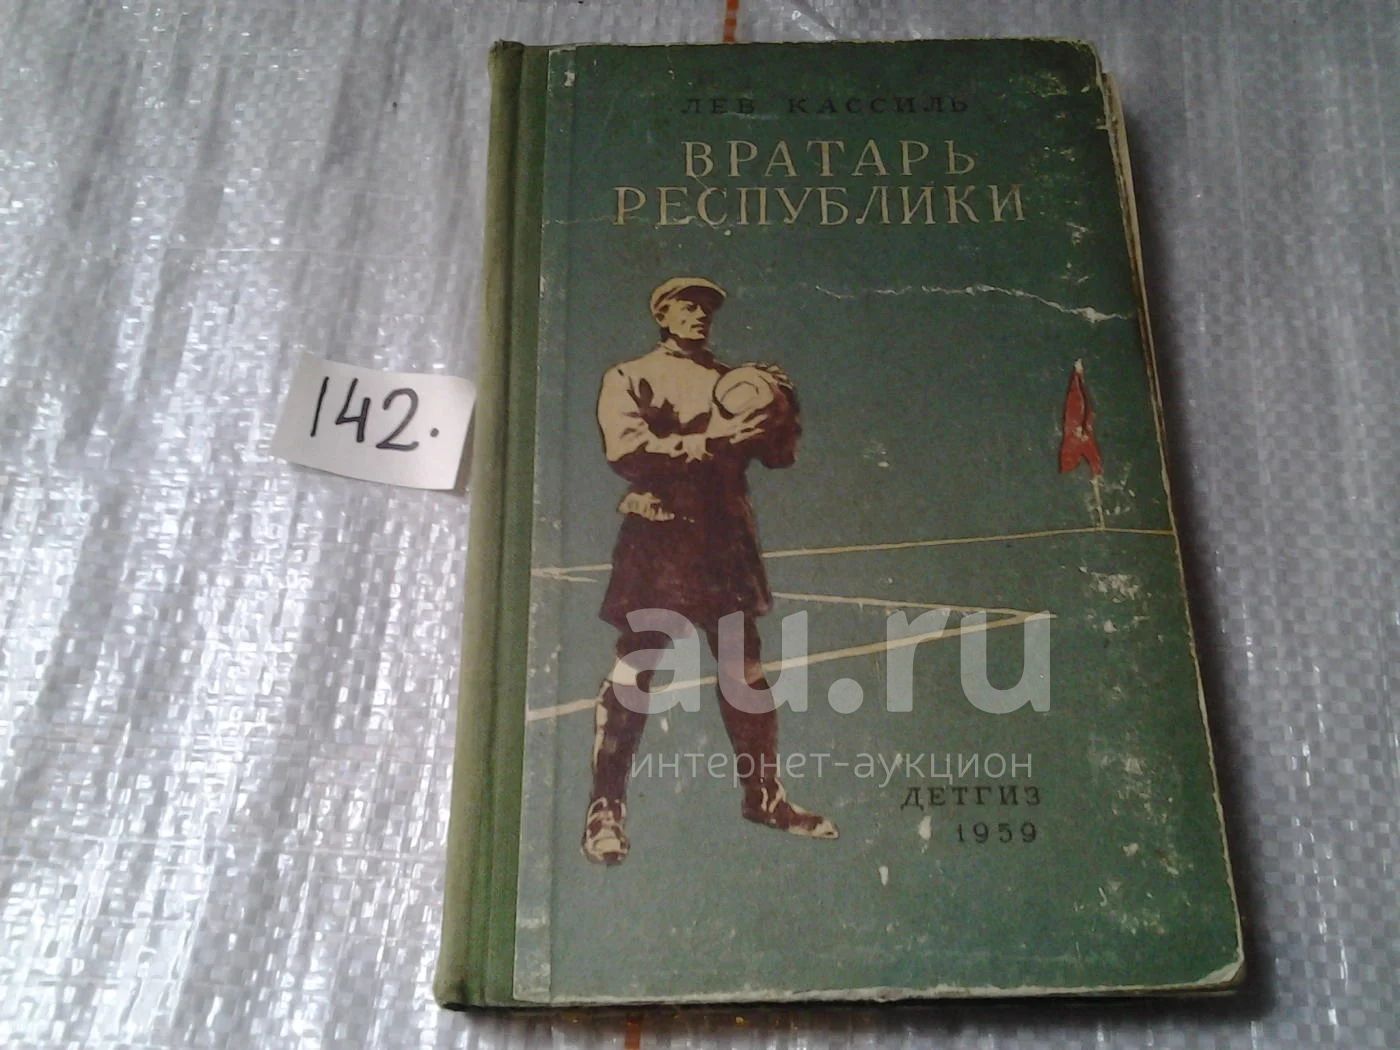 ЛЕВ КАССИЛЬ
ВРАТАРЬ
РЕСПУБЛИКИ
142.
au.ru
интернет-аукцион
ДЕТГИЗ
1959